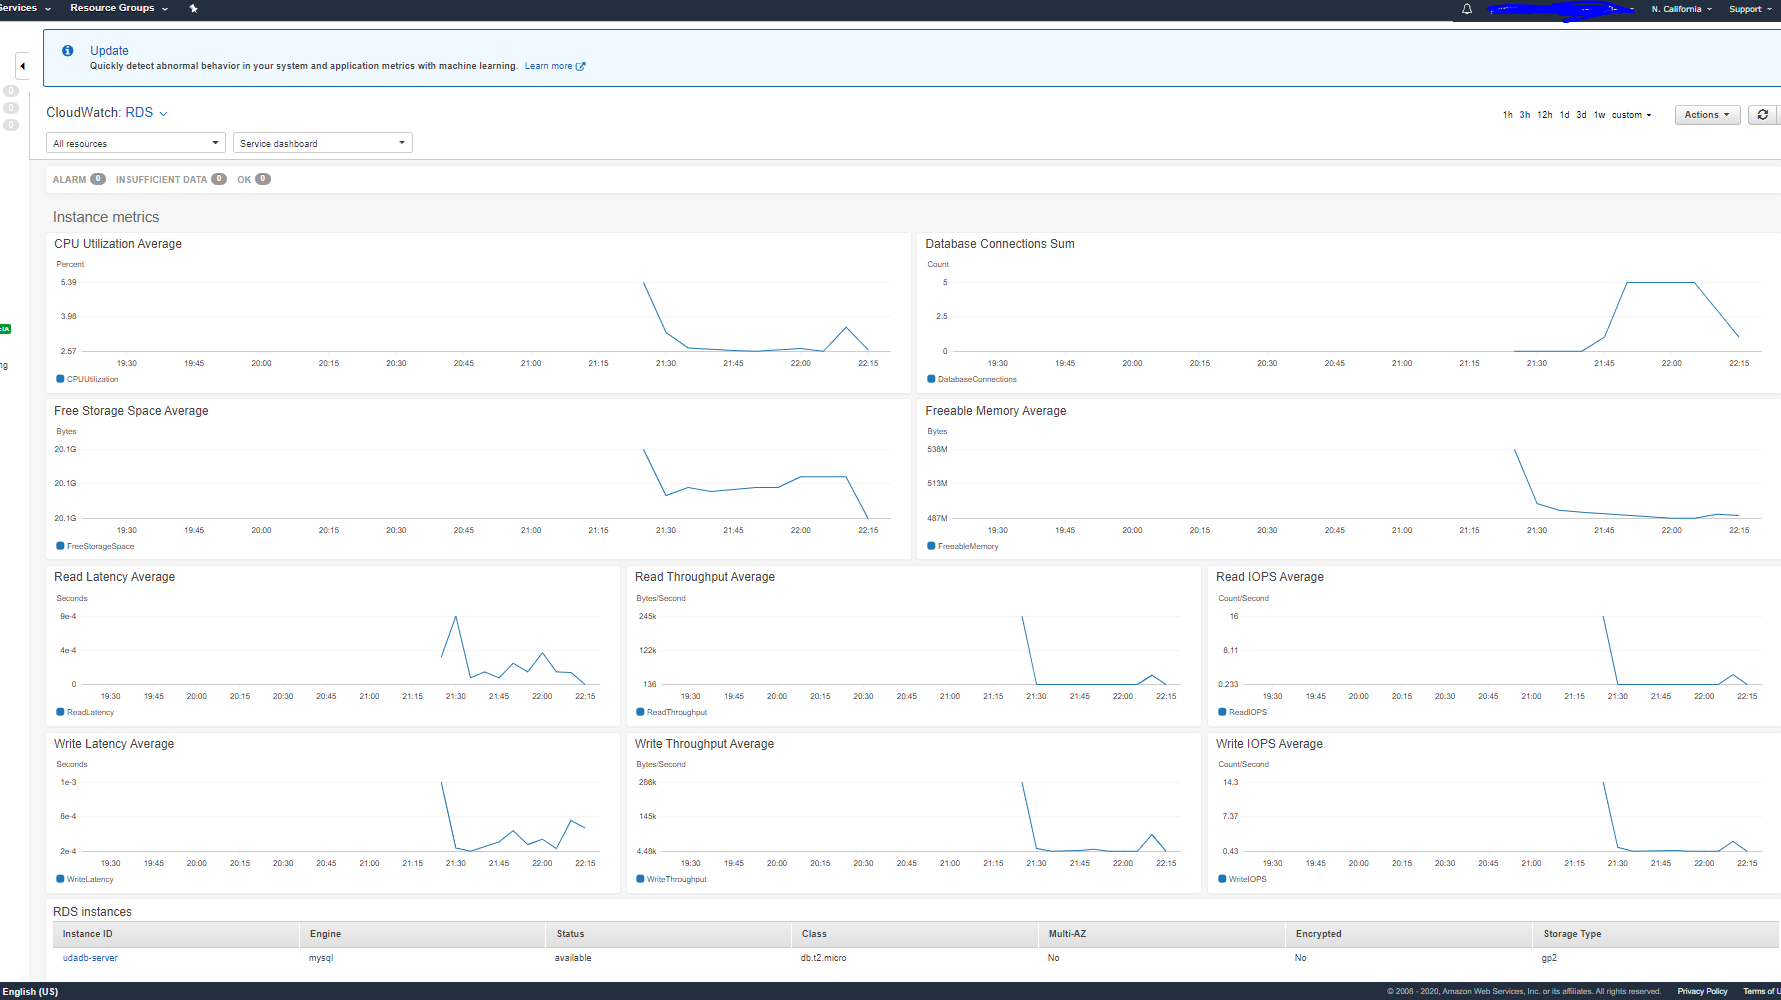 Services Resource Groups N. California Support
Update
Quickly detect abnormal behavior in your system and application metrics with machine learning. Learn more
0
0
0
CloudWatch: RDS
1h 3h 12h 1d 3d 1w custom Actions
All resources Service dashboard
ALARM 0 INSUFFICIENT DATA 0 OK 0
Instance metrics
CPU Utilization Average
Percent
5.39
3.98
2.57
19:30 19:45 20:00 20:15 20:30 20:45 21:00 21:15 21:30 21:45 22:00 22:15
CPUUtilization
Database Connections Sum
Count
5
2.5
0
19:30 19:45 20:00 20:15 20:30 20:45 21:00 21:15 21:30 21:45 22:00 22:15
DatabaseConnections
Free Storage Space Average
Bytes
20.1G
20.1G
20.1G
19:30 19:45 20:00 20:15 20:30 20:45 21:00 21:15 21:30 21:45 22:00 22:15
FreeStorageSpace
Freeable Memory Average
Bytes
538M
513M
487M
19:30 19:45 20:00 20:15 20:30 20:45 21:00 21:15 21:30 21:45 22:00 22:15
FreeableMemory
Read Latency Average
Seconds
9e-4
4e-4
0
19:30 19:45 20:00 20:15 20:30 20:45 21:00 21:15 21:30 21:45 22:00 22:15
ReadLatency
Read Throughput Average
Bytes/Second
245k
122k
136
19:30 19:45 20:00 20:15 20:30 20:45 21:00 21:15 21:30 21:45 22:00 22:15
ReadThroughput
Read IOPS Average
Count/Second
16
8.11
0.233
19:30 19:45 20:00 20:15 20:30 20:45 21:00 21:15 21:30 21:45 22:00 22:15
ReadIOPS
Write Latency Average
Seconds
1e-3
8e-4
2e-4
19:30 19:45 20:00 20:15 20:30 20:45 21:00 21:15 21:30 21:45 22:00 22:15
WriteLatency
Write Throughput Average
Bytes/Second
286k
145k
4.48k
19:30 19:45 20:00 20:15 20:30 20:45 21:00 21:15 21:30 21:45 22:00 22:15
WriteThroughput
Write IOPS Average
Count/Second
14.3
7.37
0.43
19:30 19:45 20:00 20:15 20:30 20:45 21:00 21:15 21:30 21:45 22:00 22:15
WriteIOPS
RDS instances
Instance ID Engine Status Class Multi-AZ Encrypted Storage Type
udadb-server mysql available db.t2.micro No No gp2
English (US) © 2008 - 2020, Amazon Web Services, Inc. or its affiliates. All rights reserved. Privacy Policy Terms of U